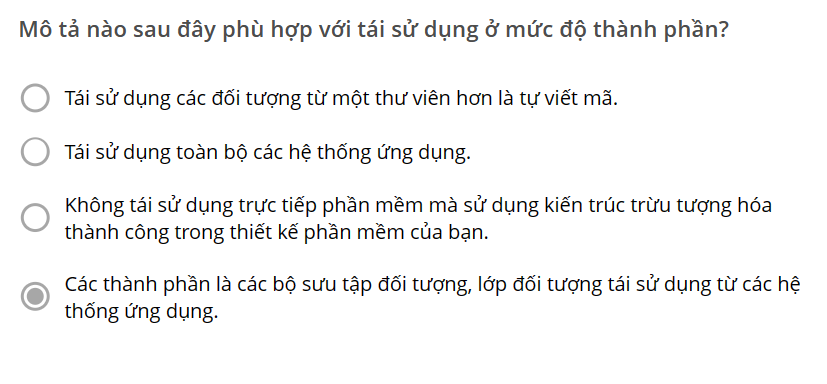 Mô tả nào sau đây phù hợp với tái sử dụng ở mức độ thành phần?
Tái sử dụng các đối tượng từ một thư viên hơn là tự viết mã.
Tái sử dụng toàn bộ các hệ thống ứng dụng.
Không tái sử dụng trực tiếp phần mềm mà sử dụng kiến trúc trừu tượng hóa
thành công trong thiết kế phần mềm của bạn.
Các thành phần là các bộ sưu tập đối tượng, lớp đối tượng tái sử dụng từ các hệ
thống ứng dụng.